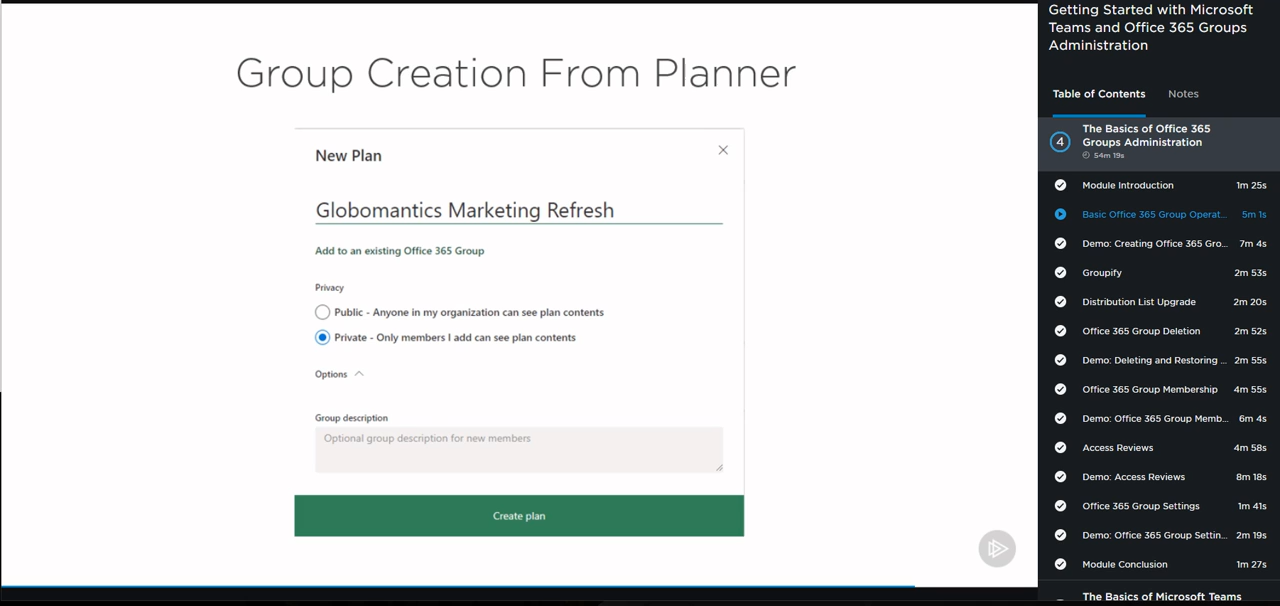 Group Creation From Planner
New Plan
Globomantics Marketing Refresh
Add to an existing Office 365 Group
Privacy
Public - Anyone in my organization can see plan contents
Private - Only members I add can see plan contents
Options
Group description
Optional group description for new members
Create plan
Getting Started with Microsoft
Teams and Office 365 Groups
Administration
Table of Contents
Notes
4
The Basics of Office 365
Groups Administration
54m 19s
Module Introduction 1m 25s
Basic Office 365 Group Operat... 5m 1s
Demo: Creating Office 365 Gro... 7m 4s
Groupify 2m 53s
Distribution List Upgrade 2m 20s
Office 365 Group Deletion 2m 52s
Demo: Deleting and Restoring ... 2m 55s
Office 365 Group Membership 4m 55s
Demo: Office 365 Group Memb... 6m 4s
Access Reviews 4m 58s
Demo: Access Reviews 8m 18s
Office 365 Group Settings 1m 41s
Demo: Office 365 Group Settin... 2m 19s
Module Conclusion 1m 27s
The Basics of Microsoft Teams